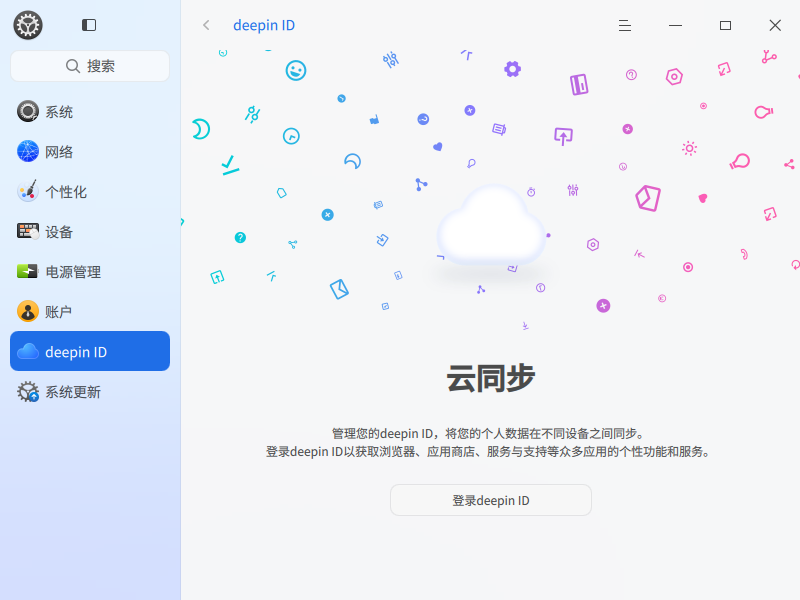 deepin ID
搜索
系统
网络
个性化
设备
电源管理
账户
deepin ID
系统更新
云同步
管理您的deepin ID，将您的个人数据在不同设备之间同步。
登录deepin ID以获取浏览器、应用商店、服务与支持等众多应用的个性功能和服务。
登录deepin ID